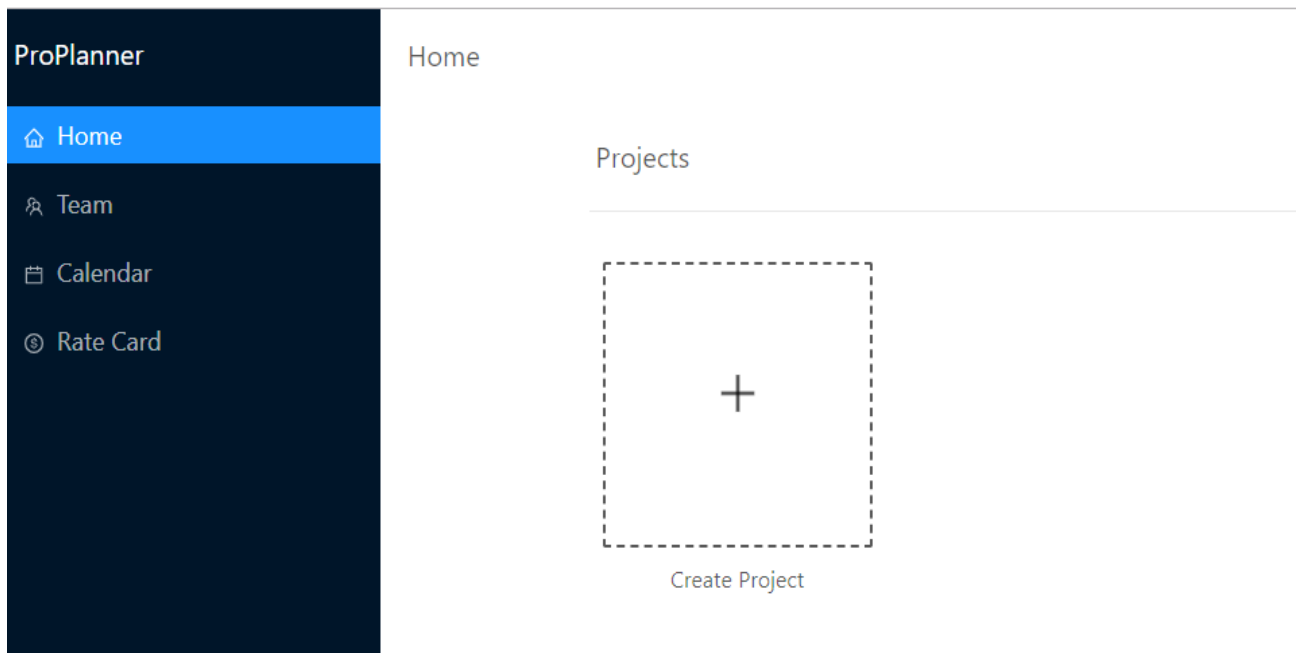 ProPlanner
Home
Team
Calendar
Rate Card
Home
Projects
Create Project